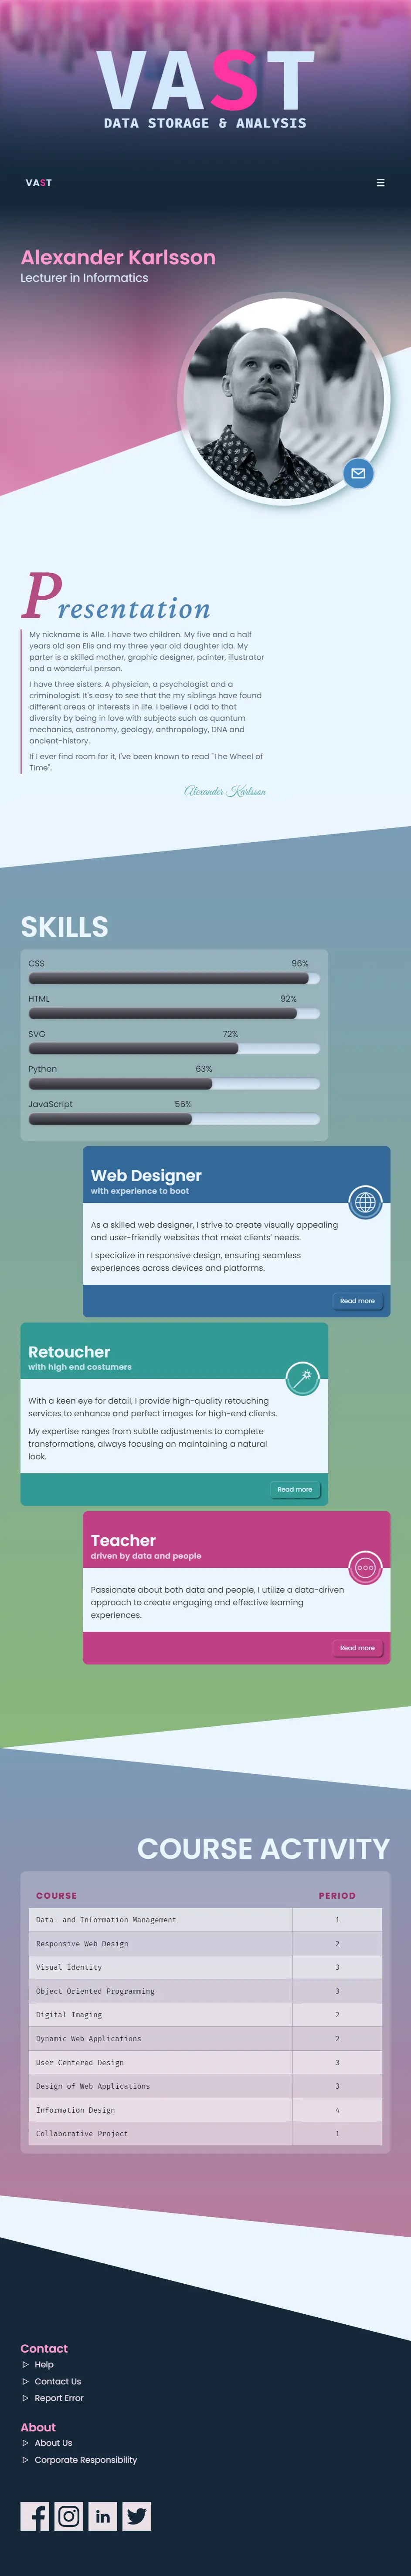 VAST
DATA STORAGE & ANALYSIS
VAST
Alexander Karlsson
Lecturer in Informatics
Presentation
My nickname is Alle. I have two children. My five and a half
years old son Elis and my three year old daughter Ida. My
parter is a skilled mother, graphic designer, painter, illustrator
and a wonderful person.
I have three sisters. A physician, a psychologist and a
criminologist. It's easy to see that the my siblings have found
different areas of interests in life. I believe I add to that
diversity by being in love with subjects such as quantum
mechanics, astronomy, geology, anthropology, DNA and
ancient-history.
If I ever find room for it, I've been known to read "The Wheel of
Time".
Alexander Karlsson
SKILLS
CSS 96%
HTML 92%
SVG 72%
Python 63%
JavaScript 56%
Web Designer
with experience to boot
As a skilled web designer, I strive to create visually appealing
and user-friendly websites that meet clients' needs.
I specialize in responsive design, ensuring seamless
experiences across devices and platforms.
Read more
Retoucher
with high end costumers
With a keen eye for detail, I provide high-quality retouching
services to enhance and perfect images for high-end clients.
My expertise ranges from subtle adjustments to complete
transformations, always focusing on maintaining a natural
look.
Read more
Teacher
driven by data and people
Passionate about both data and people, I utilize a data-driven
approach to create engaging and effective learning
experiences.
Read more
COURSE ACTIVITY
COURSE PERIOD
Data- and Information Management 1
Responsive Web Design 2
Visual Identity 3
Object Oriented Programming 3
Digital Imaging 2
Dynamic Web Applications 2
User Centered Design 3
Design of Web Applications 3
Information Design 4
Collaborative Project 1
Contact
Help
Contact Us
Report Error
About
About Us
Corporate Responsibility